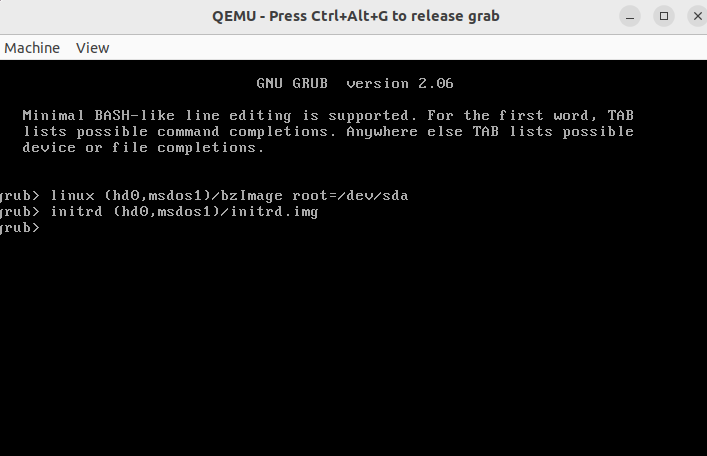 QEMU - Press Ctrl+Alt+G to release grab
Machine View
GNU GRUB version 2.06
Minimal BASH-like line editing is supported. For the first word, TAB
lists possible command completions. Anywhere else TAB lists possible
device or file completions.
grub> linux (hd0,msdos1)/bzImage root=/dev/sda
grub> initrd (hd0,msdos1)/initrd.img
grub>